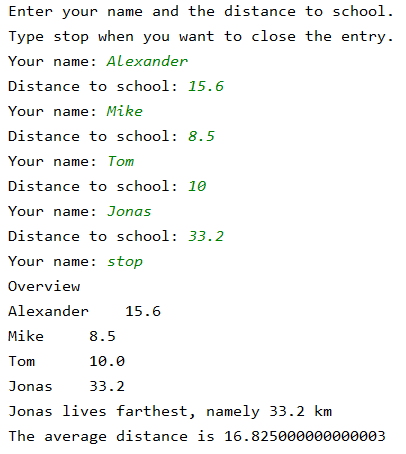 Enter your name and the distance to school.
Type stop when you want to close the entry.
Your name: Alexander
Distance to school: 15.6
Your name: Mike
Distance to school: 8.5
Your name: Tom
Distance to school: 10
Your name: Jonas
Distance to school: 33.2
Your name: stop
Overview
Alexander    15.6
Mike     8.5
Tom      10.0
Jonas    33.2
Jonas lives farthest, namely 33.2 km
The average distance is 16.825000000000003